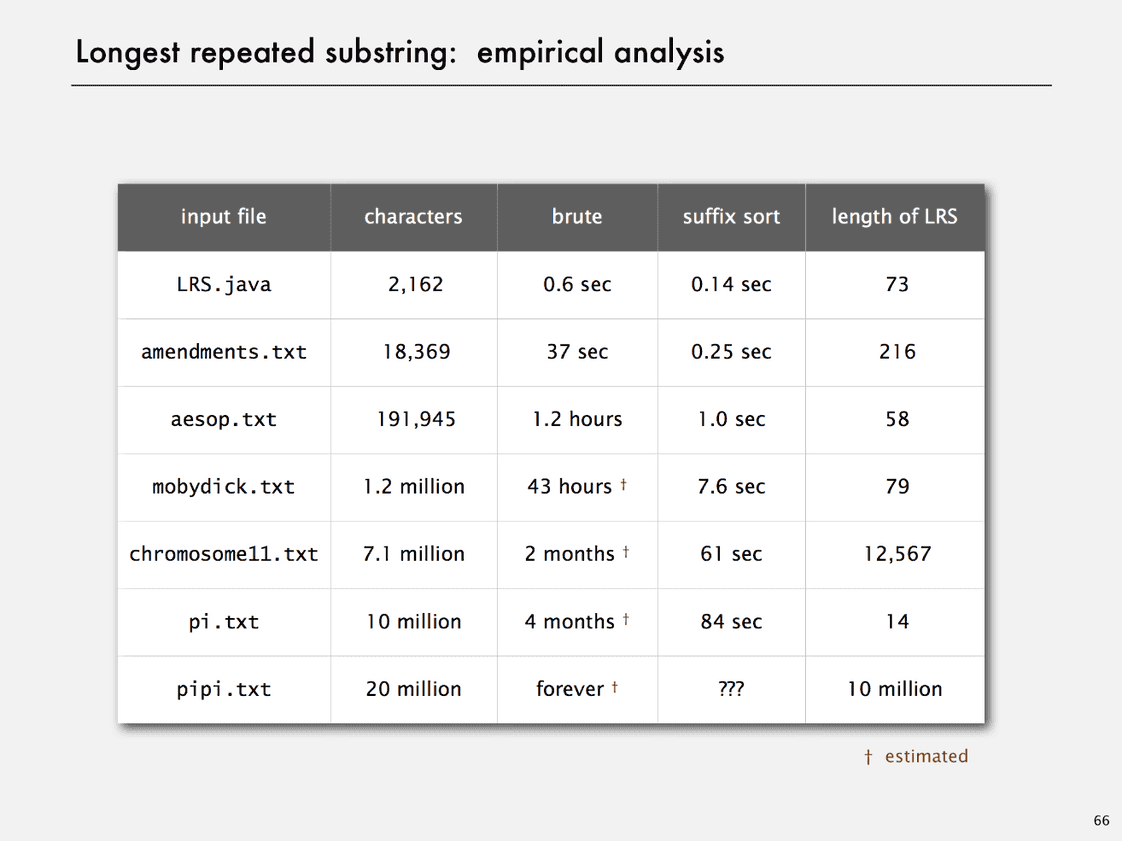 Longest repeated substring: empirical analysis
input file characters brute suffix sort length of LRS
LRS.java 2,162 0.6 sec 0.14 sec 73
amendments.txt 18,369 37 sec 0.25 sec 216
aesop.txt 191,945 1.2 hours 1.0 sec 58
mobydick.txt 1.2 million 43 hours † 7.6 sec 79
chromosome11.txt 7.1 million 2 months † 61 sec 12,567
pi.txt 10 million 4 months † 84 sec 14
pipi.txt 20 million forever † ??? 10 million
† estimated
66